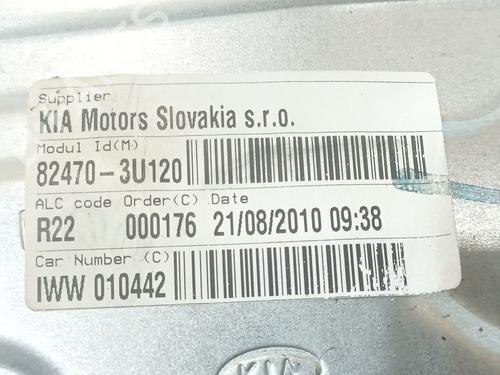 Supplier
KIA Motors Slovakia s.r.o.
Modul Id(M)
82470-3U120
ALC code Order(C) Date
R22 000176 21/08/2010 09:38
Car Number (C)
IWW 010442
KIA